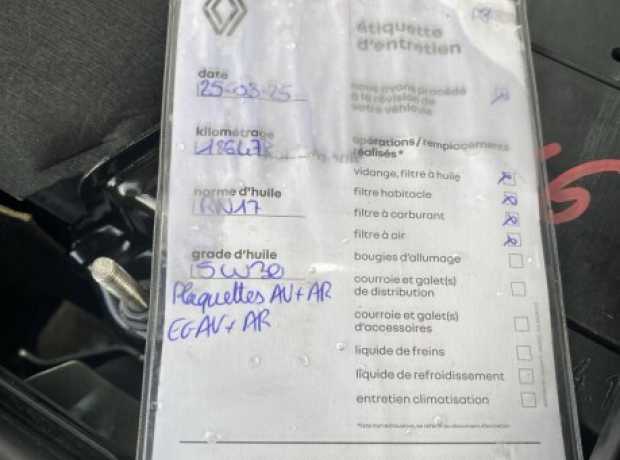 étiquette
d'entretien
date
25-03-25
nous avons procédé
à la révision de
votre véhicule
kilométrage
opérations/remplacements
réalisés*
vidange, filtre à huile
filtre habitacle
norme d'huile
RN17
filtre à carburant
filtre à air
grade d'huile
5W30
bougies d'allumage
courroie et galet(s)
de distribution
Plaquettes AV+AR
EG AV+ AR
courroie et galet(s)
d'accessoires
liquide de freins
liquide de refroidissement
entretien climatisation